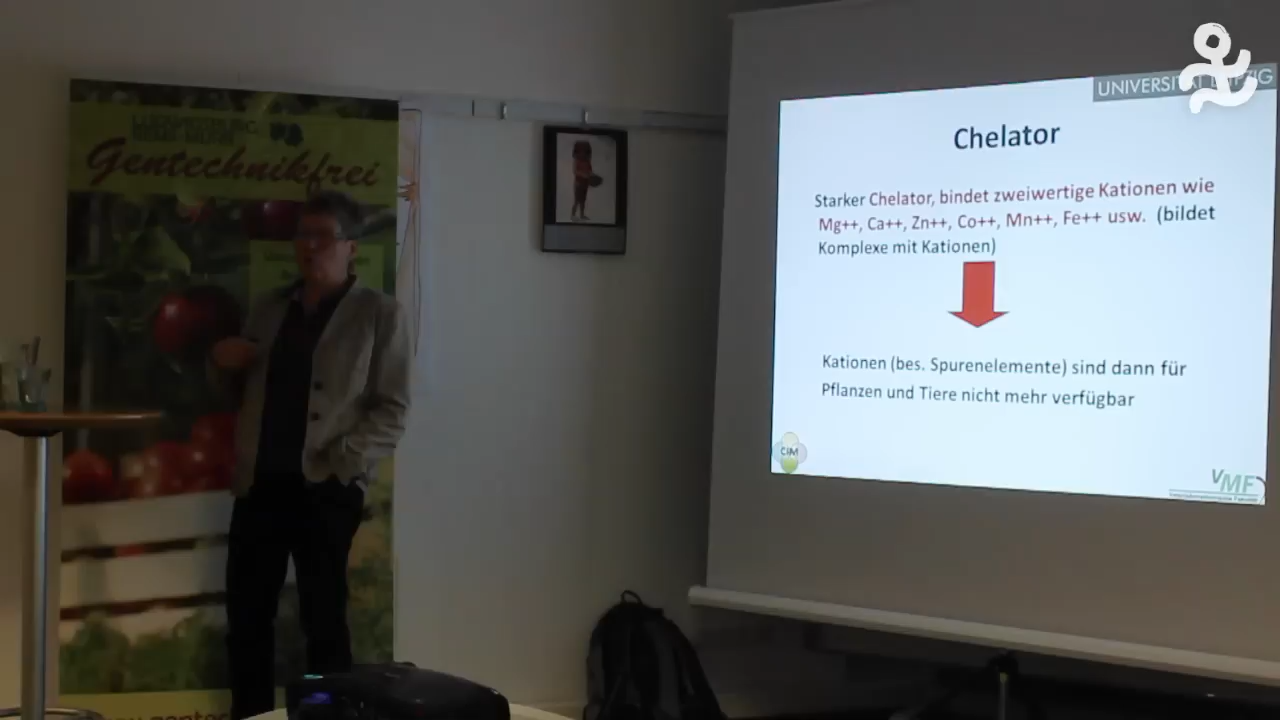 Gentechnikfrei
UNIVERSITÄT LEIPZIG
Chelator
Starker Chelator, bindet zweiwertige Kationen wie
Mg++, Ca++, Zn++, Co++, Mn++, Fe++ usw. (bildet
Komplexe mit Kationen)
Kationen (bes. Spurenelemente) sind dann für
Pflanzen und Tiere nicht mehr verfügbar
CIM
VMF